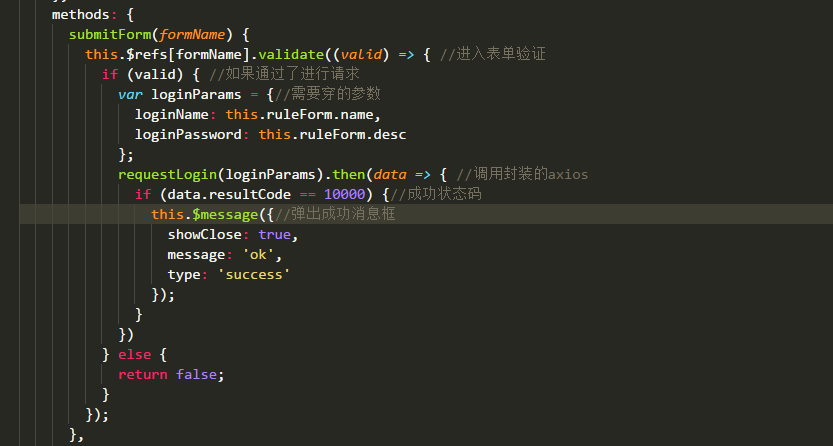 methods: {
submitForm(formName) {
this.$refs[formName].validate((valid) => { //进入表单验证
if (valid) { //如果通过了进行请求
var loginParams = {//需要穿的参数
loginName: this.ruleForm.name,
loginPassword: this.ruleForm.desc
};
requestLogin(loginParams).then(data => { //调用封装的axios
if (data.resultCode == 10000) {//成功状态码
this.$message({//弹出成功消息框
showClose: true,
message: 'ok',
type: 'success'
});
}
})
} else {
return false;
}
});
},